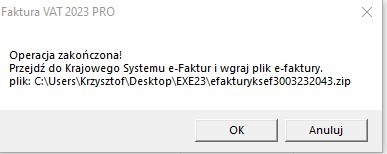 Faktura VAT 2023 PRO
Operacja zakończona!
Przejdź do Krajowego Systemu e-Faktur i wgraj plik e-faktury.
plik: C:\Users\Krzysztof\Desktop\EXE23\efakturyksef3003232043.zip
OK
Anuluj